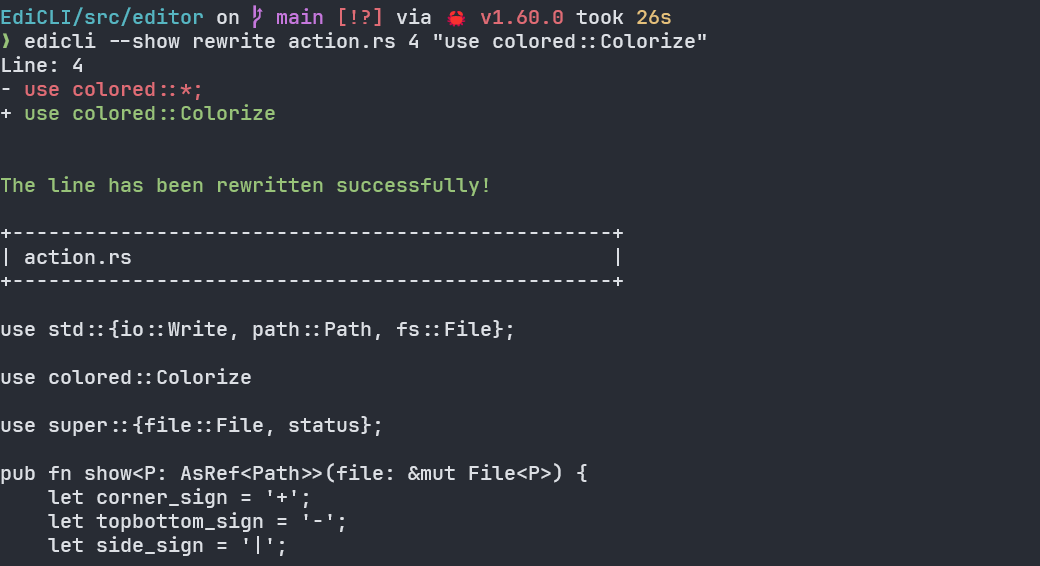 EdiCLI/src/editor on main [!?] via 🦀 v1.60.0 took 26s
❯ edicli --show rewrite action.rs 4 "use colored::Colorize"
Line: 4
- use colored::*;
+ use colored::Colorize
The line has been rewritten successfully!
+--------------------------------------------------+
| action.rs                                        |
+--------------------------------------------------+
use std::{io::Write, path::Path, fs::File};
use colored::Colorize
use super::{file::File, status};
pub fn show<P: AsRef<Path>>(file: &mut File<P>) {
    let corner_sign = '+';
    let topbottom_sign = '-';
    let side_sign = '|';